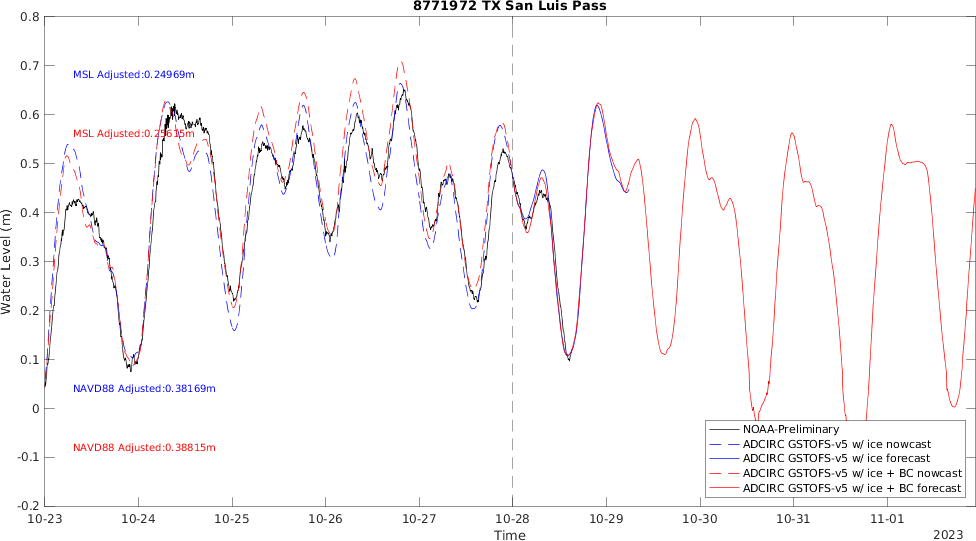 8771972 TX San Luis Pass
0.8
0.7
0.6
0.5
0.4
0.3
0.2
0.1
0
-0.1
-0.2
Water Level (m)
MSL Adjusted:0.24969m
MSL Adjusted:0.25615m
NAVD88 Adjusted:0.38169m
NAVD88 Adjusted:0.38815m
NOAA-Preliminary
ADCIRC GSTOFS-v5 w/ ice nowcast
ADCIRC GSTOFS-v5 w/ ice forecast
ADCIRC GSTOFS-v5 w/ ice + BC nowcast
ADCIRC GSTOFS-v5 w/ ice + BC forecast
10-23 10-24 10-25 10-26 10-27 10-28 10-29 10-30 10-31 11-01
Time
2023